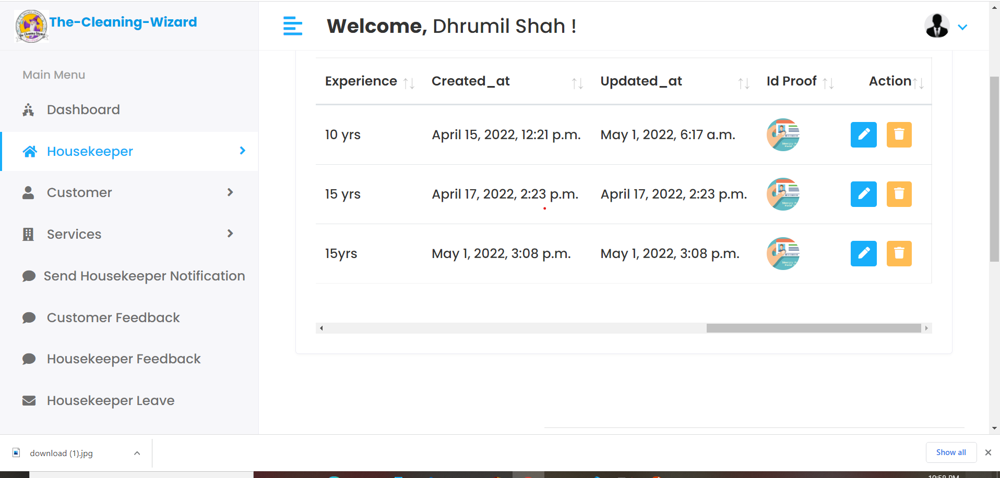 The-Cleaning-Wizard
Welcome, Dhrumil Shah !
Main Menu
Dashboard
Housekeeper
Customer
Services
Send Housekeeper Notification
Customer Feedback
Housekeeper Feedback
Housekeeper Leave
Experience Created_at Updated_at Id Proof Action
10 yrs April 15, 2022, 12:21 p.m. May 1, 2022, 6:17 a.m.
15 yrs April 17, 2022, 2:23 p.m. April 17, 2022, 2:23 p.m.
15yrs May 1, 2022, 3:08 p.m. May 1, 2022, 3:08 p.m.
download (1).jpg
Show all
10:58 PM